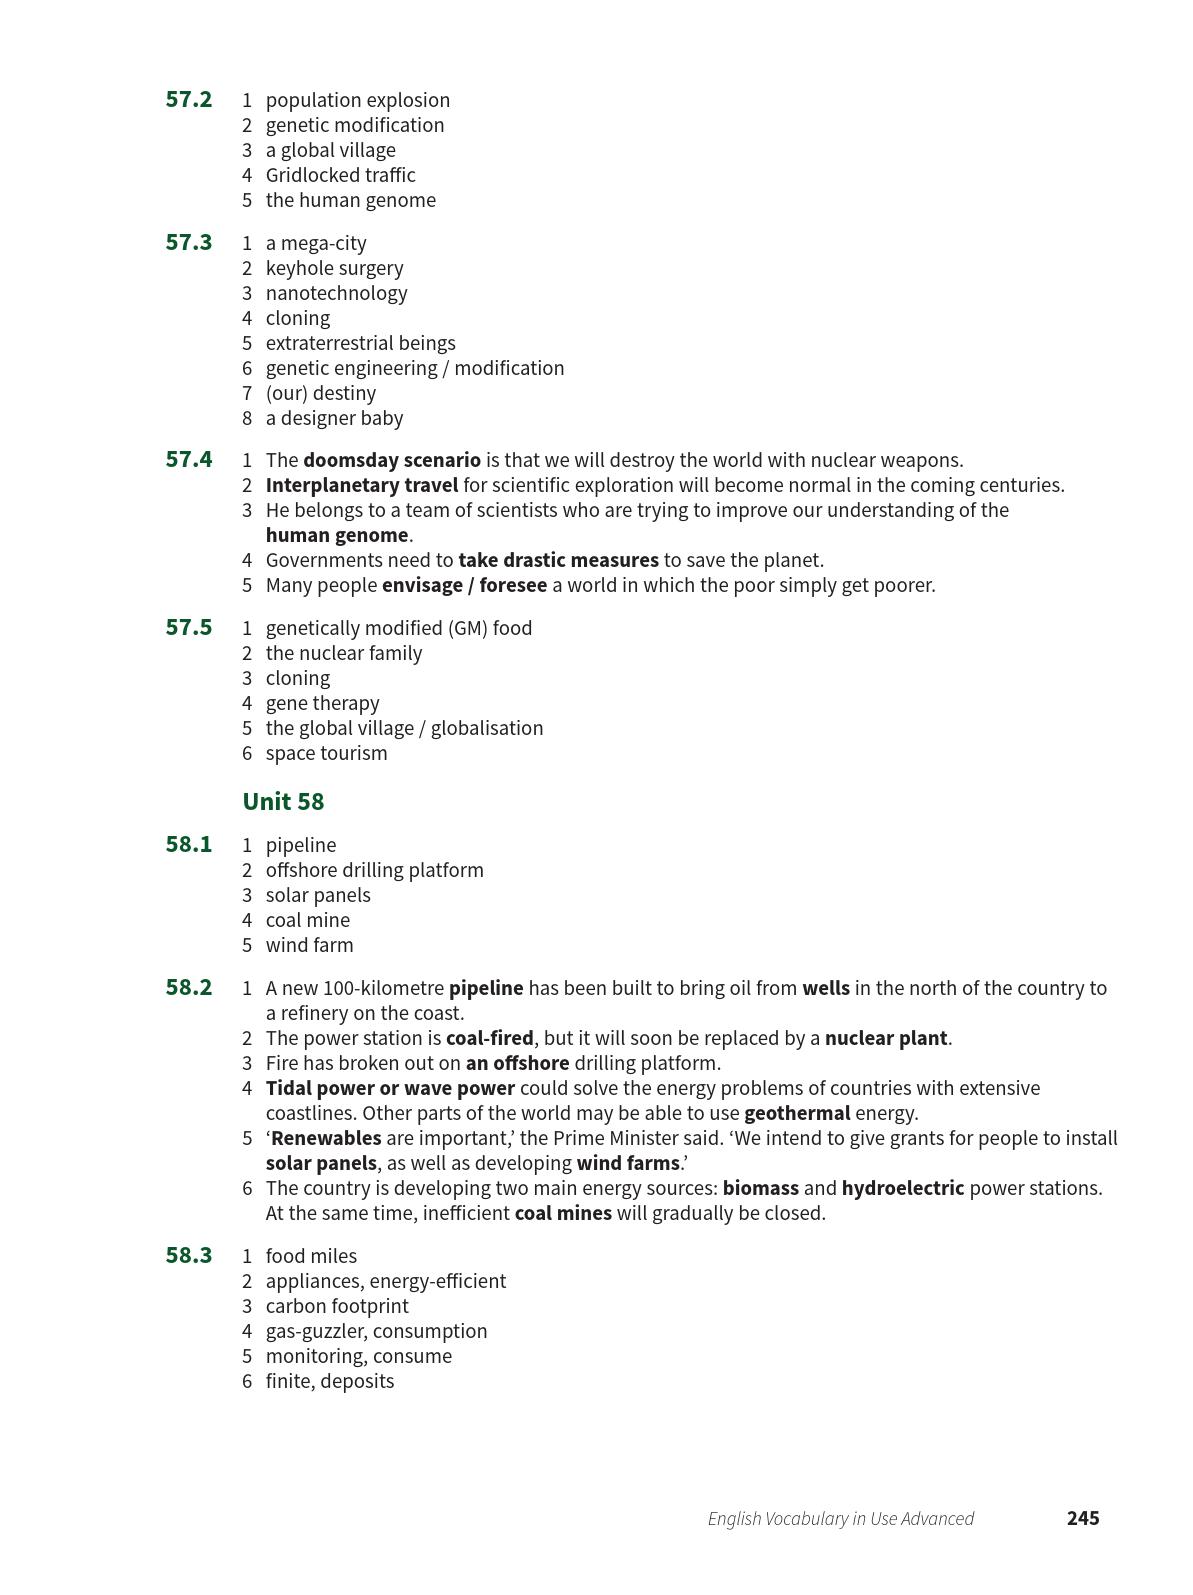 57.2 1 population explosion
2 genetic modification
3 a global village
4 Gridlocked traffic
5 the human genome
57.3 1 a mega-city
2 keyhole surgery
3 nanotechnology
4 cloning
5 extraterrestrial beings
6 genetic engineering / modification
7 (our) destiny
8 a designer baby
57.4 1 The doomsday scenario is that we will destroy the world with nuclear weapons.
2 Interplanetary travel for scientific exploration will become normal in the coming centuries.
3 He belongs to a team of scientists who are trying to improve our understanding of the
human genome.
4 Governments need to take drastic measures to save the planet.
5 Many people envisage / foresee a world in which the poor simply get poorer.
57.5 1 genetically modified (GM) food
2 the nuclear family
3 cloning
4 gene therapy
5 the global village / globalisation
6 space tourism
Unit 58
58.1 1 pipeline
2 offshore drilling platform
3 solar panels
4 coal mine
5 wind farm
58.2 1 A new 100-kilometre pipeline has been built to bring oil from wells in the north of the country to
a refinery on the coast.
2 The power station is coal-fired, but it will soon be replaced by a nuclear plant.
3 Fire has broken out on an offshore drilling platform.
4 Tidal power or wave power could solve the energy problems of countries with extensive
coastlines. Other parts of the world may be able to use geothermal energy.
5 ‘Renewables are important,’ the Prime Minister said. ‘We intend to give grants for people to install
solar panels, as well as developing wind farms.’
6 The country is developing two main energy sources: biomass and hydroelectric power stations.
At the same time, inefficient coal mines will gradually be closed.
58.3 1 food miles
2 appliances, energy-efficient
3 carbon footprint
4 gas-guzzler, consumption
5 monitoring, consume
6 finite, deposits
English Vocabulary in Use Advanced 245